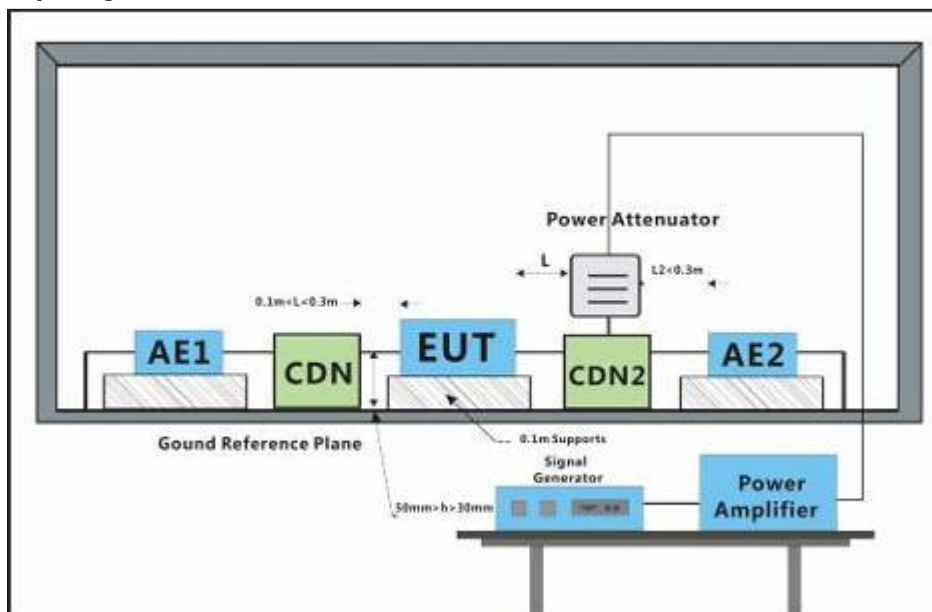 Power Attenuator
L
L2<0.3m
0.1m<L<0.3m
AE1
CDN
EUT
CDN2
AE2
Gound Reference Plane
0.1m Supports
Signal
Generator
50mm>h>30mm
Power
Amplifier